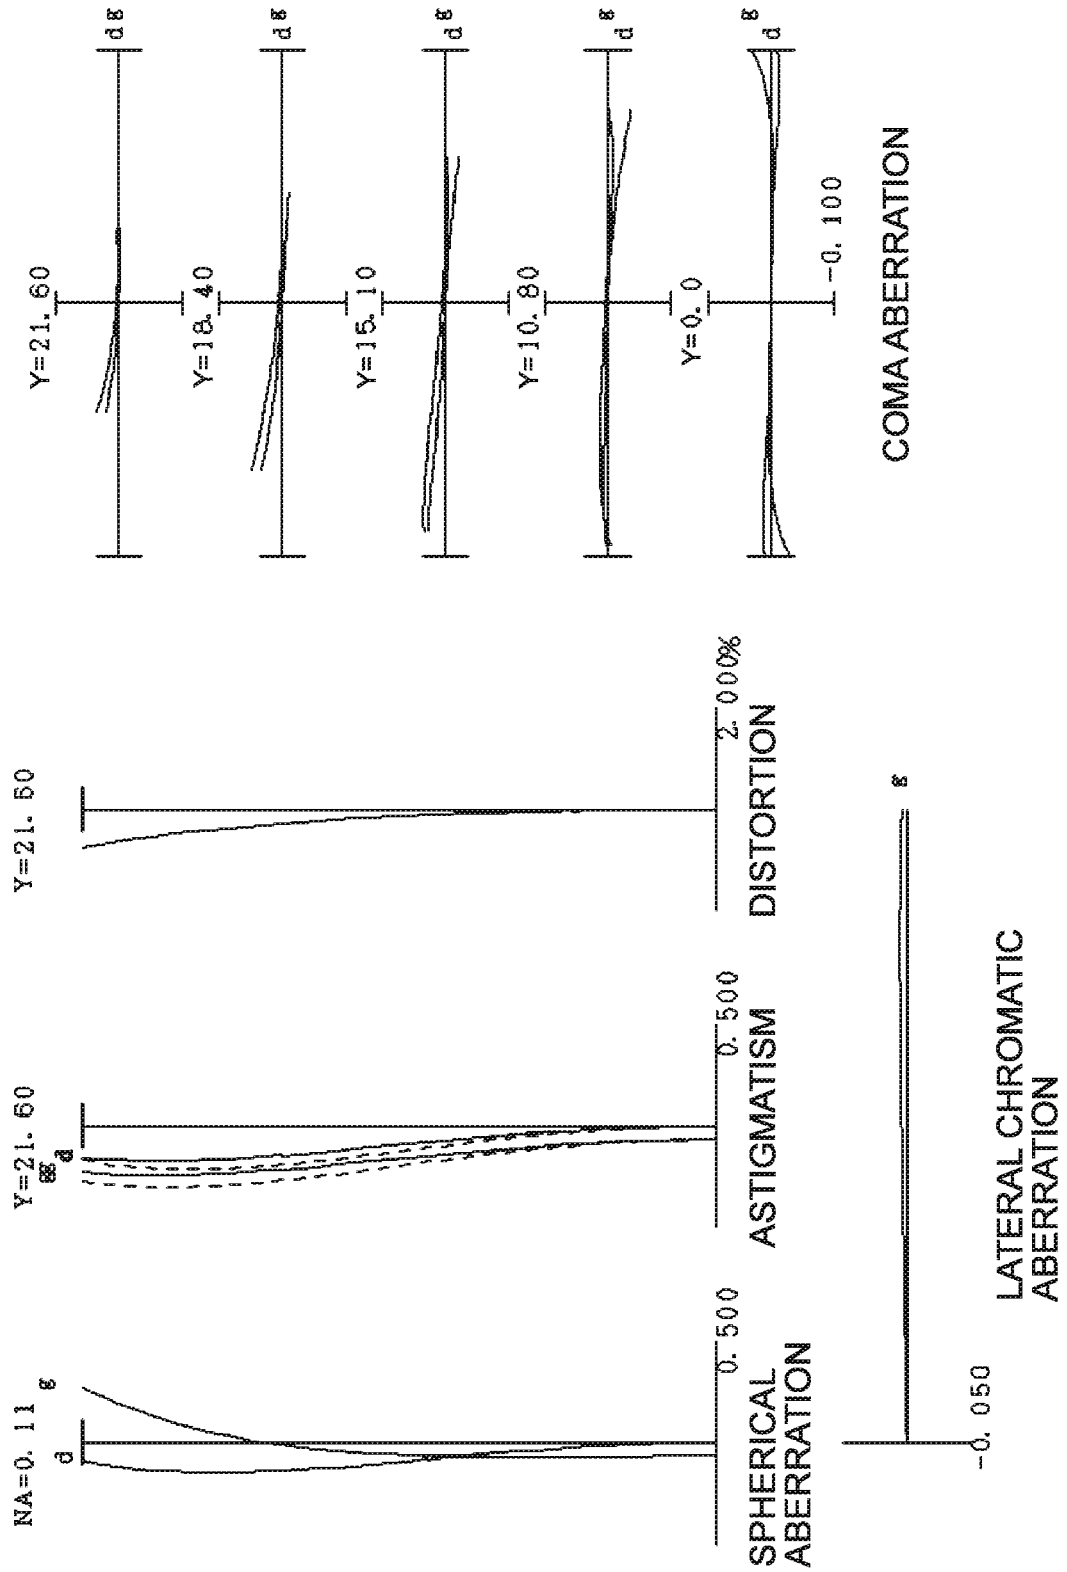 NA=0. 11
d
g
0. 500
SPHERICAL
ABERRATION
Y=21. 60
g
g
d
0. 500
ASTIGMATISM
Y=21. 60
2. 000%
DISTORTION
Y=21. 60
d g
Y=18. 40
d g
Y=15. 10
d g
Y=10. 80
d g
Y=0. 0
d g
-0. 100
COMA ABERRATION
g
-0. 050
LATERAL CHROMATIC
ABERRATION